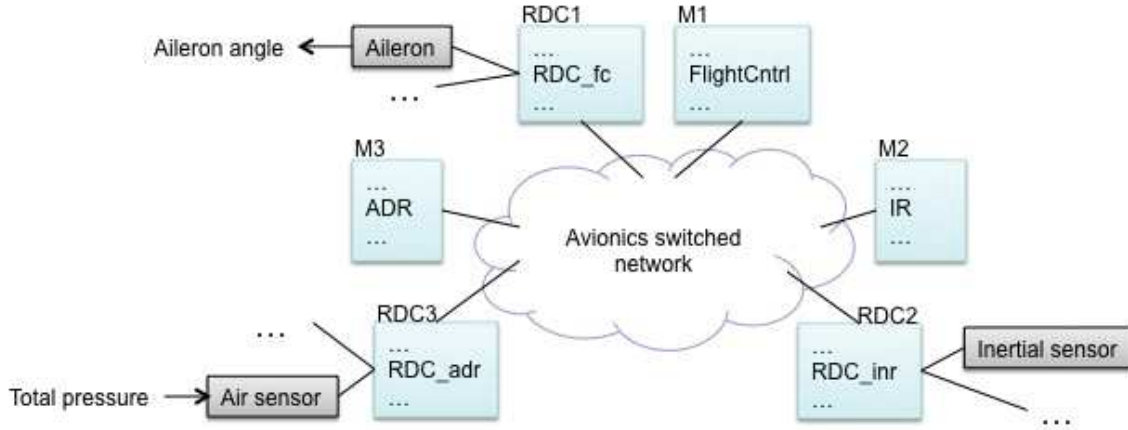 RDC1
M1
Aileron angle
Aileron
...
RDC_fc
...
...
FlightCntrl
...
...
M3
...
ADR
...
M2
...
IR
...
Avionics switched
network
RDC3
...
RDC_adr
...
...
Total pressure
Air sensor
RDC2
...
RDC_inr
...
Inertial sensor
...